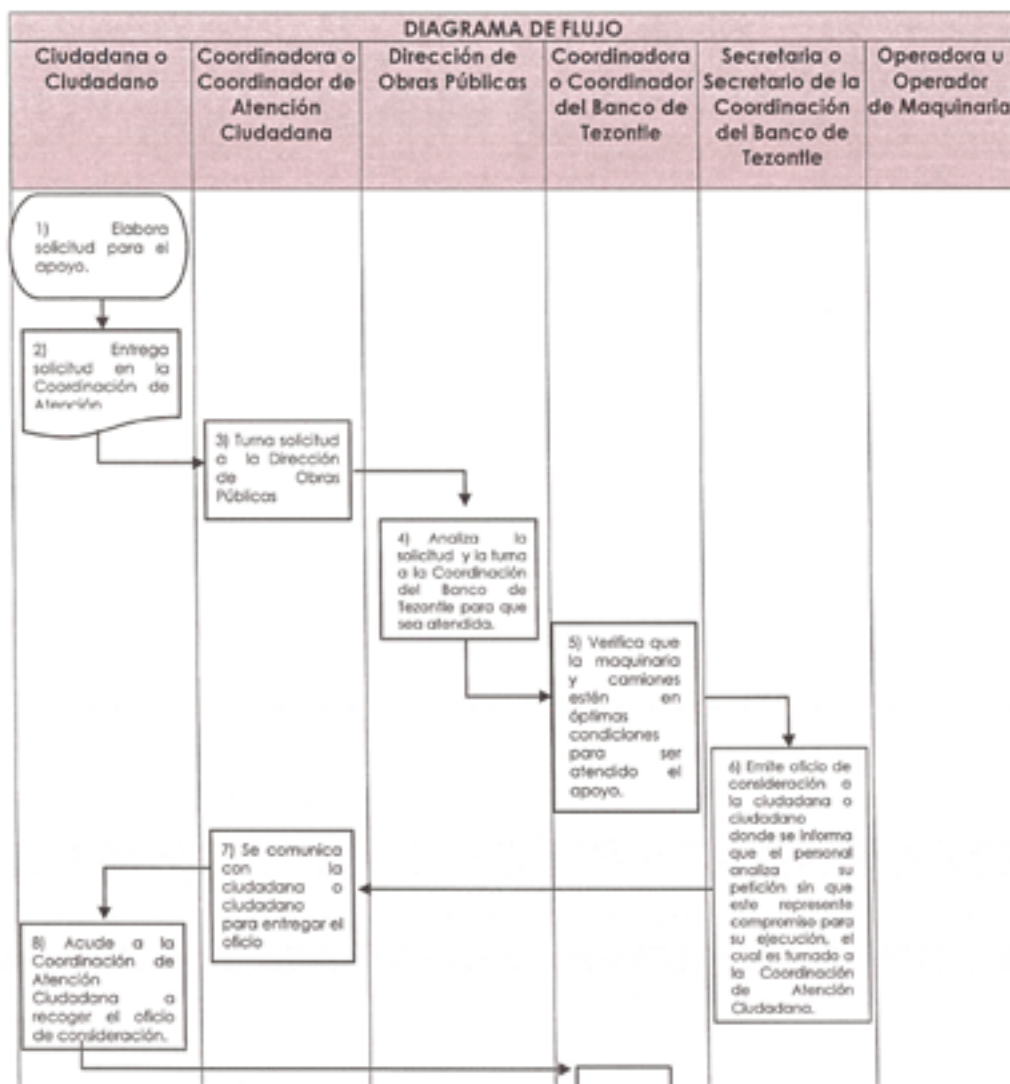 DIAGRAMA DE FLUJO
Ciudadana o
Ciudadano
Coordinadora o
Coordinador de
Atención
Ciudadana
Dirección de
Obras Públicas
Coordinadora
o Coordinador
del Banco de
Tezontle
Secretaria o
Secretario de la
Coordinación
del Banco de
Tezontle
Operadora u
Operador
de Maquinaria
1) Elabora
solicitud para el
apoyo.
2) Entrega
solicitud en la
Coordinación de
Atención
3) Turna solicitud
a la Dirección
de Obras
Públicas
4) Analiza la
solicitud y la turna
a la Coordinación
del Banco de
Tezontle para que
sea atendida.
5) Verifica que
la maquinaria
y camiones
estén en
óptimas
condiciones
para ser
atendido el
apoyo.
6) Emite oficio de
consideración a
la ciudadana o
ciudadano
donde se informa
que el personal
analiza su
petición sin que
este represente
compromiso para
su ejecución, el
cual es turnado a
la Coordinación
de Atención
Ciudadana.
7) Se comunica
con la
ciudadana o
ciudadano
para entregar el
oficio
8) Acude a la
Coordinación de
Atención
Ciudadana a
recoger el oficio
de consideración.